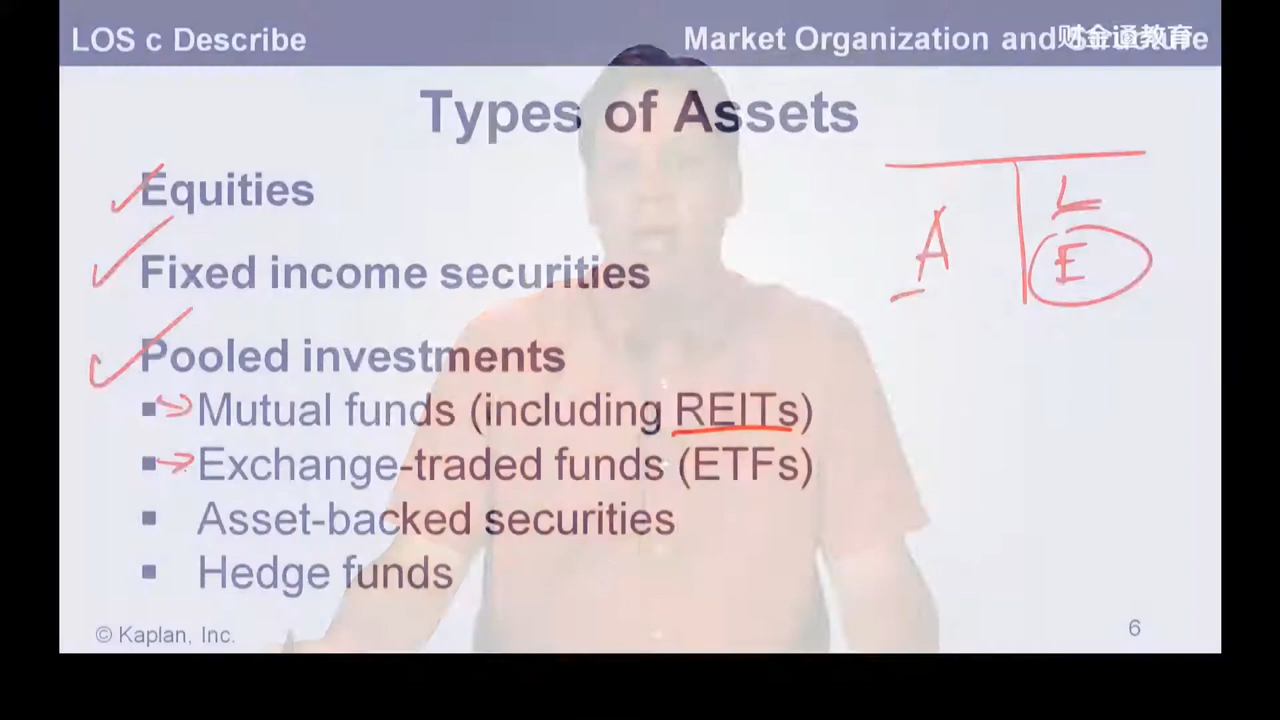 LOS c Describe
Market Organization and Structure
财金通教育
Types of Assets
Equities
Fixed income securities
Pooled investments
▪ Mutual funds (including REITs)
▪ Exchange-traded funds (ETFs)
▪ Asset-backed securities
▪ Hedge funds
A
L
E
© Kaplan, Inc.
6